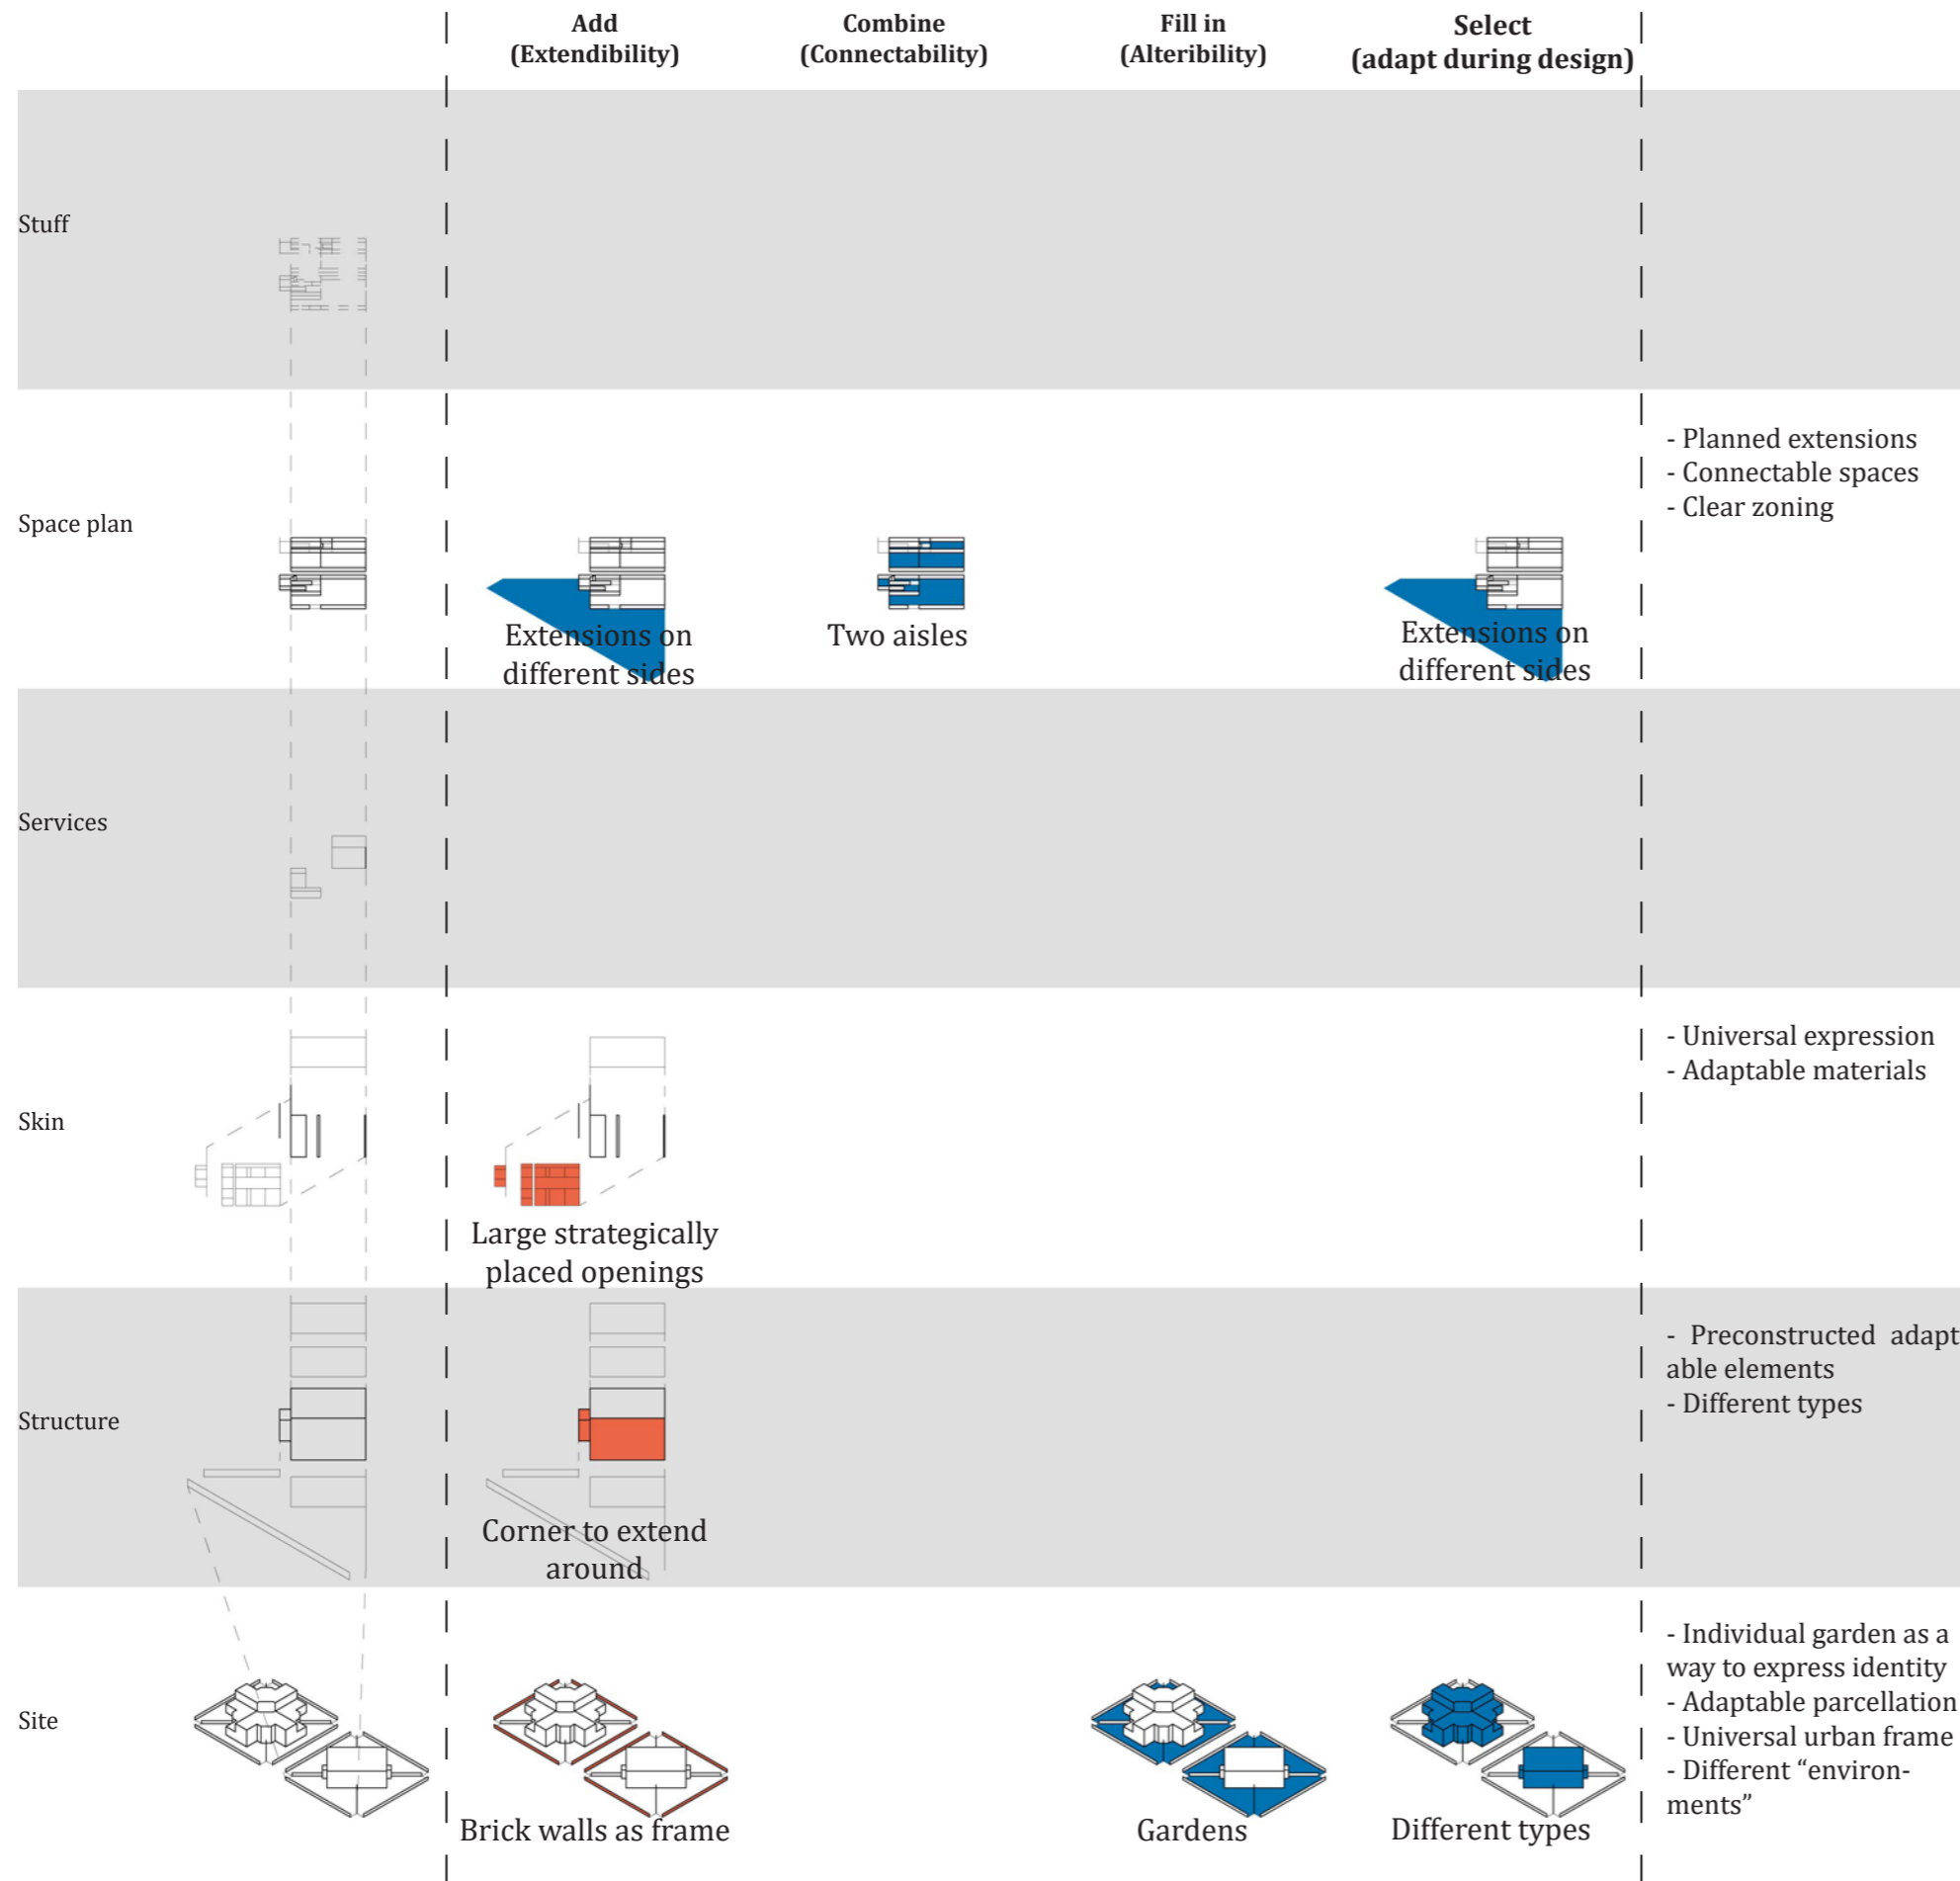 Add
(Extendibility)
Combine
(Connectability)
Fill in
(Alteribility)
Select
(adapt during design)
Stuff
Space plan
Extensions on
different sides
Two aisles
Extensions on
different sides
- Planned extensions
- Connectable spaces
- Clear zoning
Services
Skin
Large strategically
placed openings
- Universal expression
- Adaptable materials
Structure
Corner to extend
around
- Preconstructed adapt
able elements
- Different types
Site
Brick walls as frame
Gardens
Different types
- Individual garden as a
way to express identity
- Adaptable parcellation
- Universal urban frame
- Different “environ-
ments”